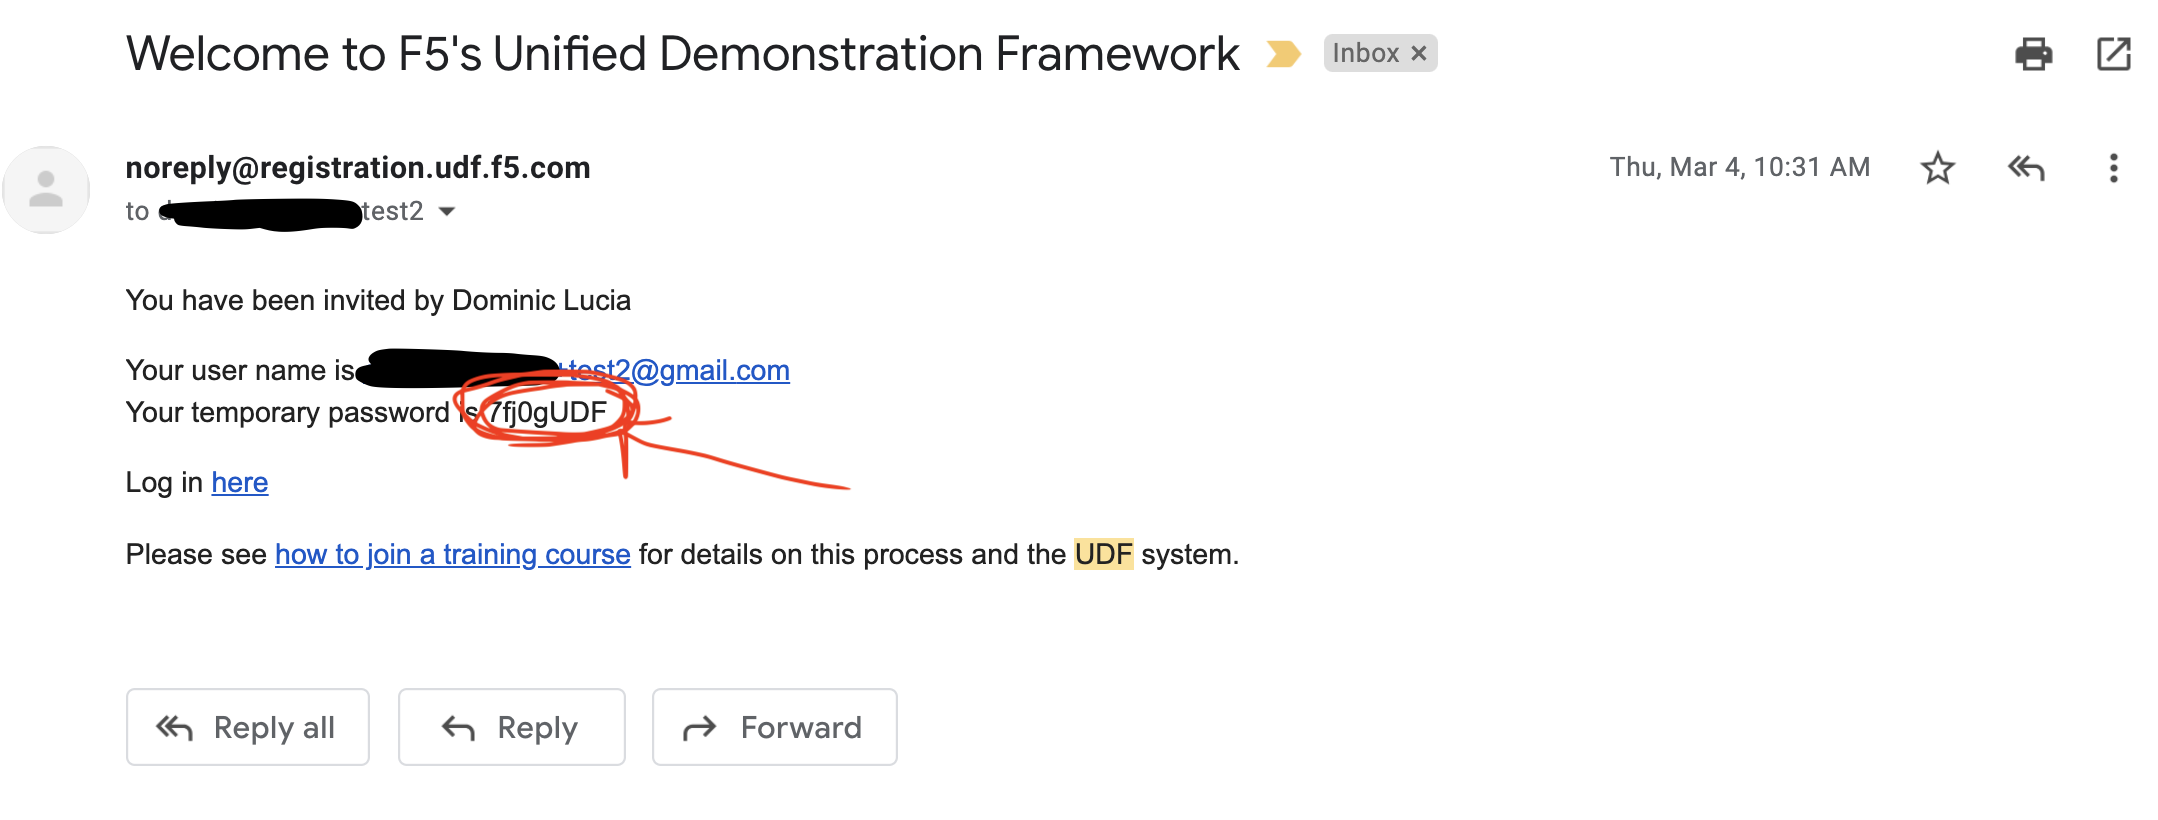 Welcome to F5's Unified Demonstration Framework Inbox ×
noreply@registration.udf.f5.com Thu, Mar 4, 10:31 AM
to test2
You have been invited by Dominic Lucia
Your user name is +test2@gmail.com
Your temporary password is 7fj0gUDF
Log in here
Please see how to join a training course for details on this process and the UDF system.
Reply all Reply Forward